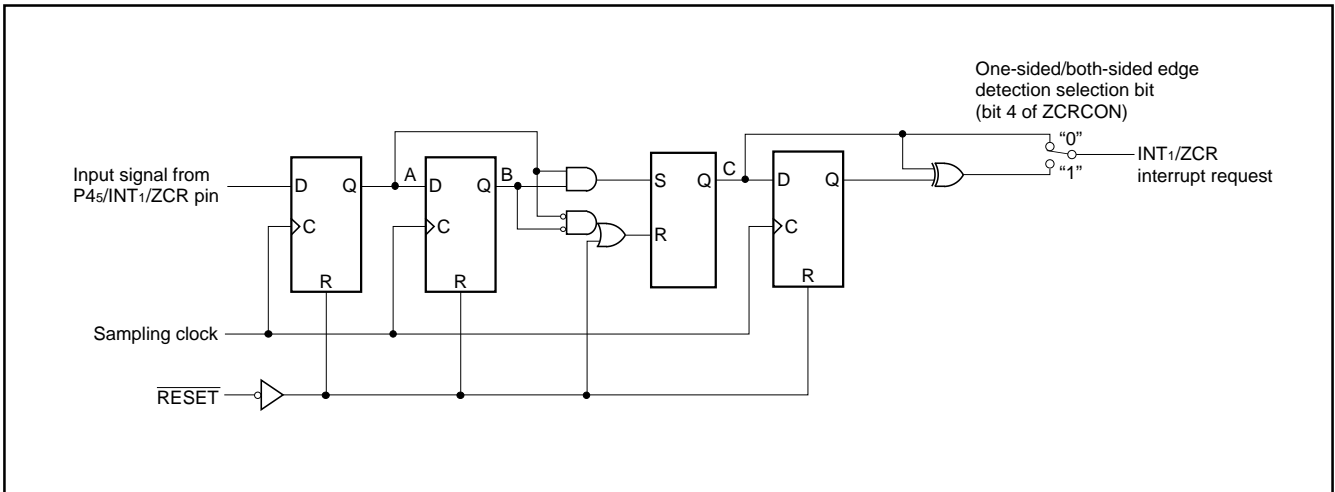 One-sided/both-sided edge
detection selection bit
(bit 4 of ZCRCON)
“0”
“1”
INT1/ZCR
interrupt request
Input signal from
P45/INT1/ZCR pin
D Q A D Q B S Q C D Q
C C R C
R R R
Sampling clock
RESET